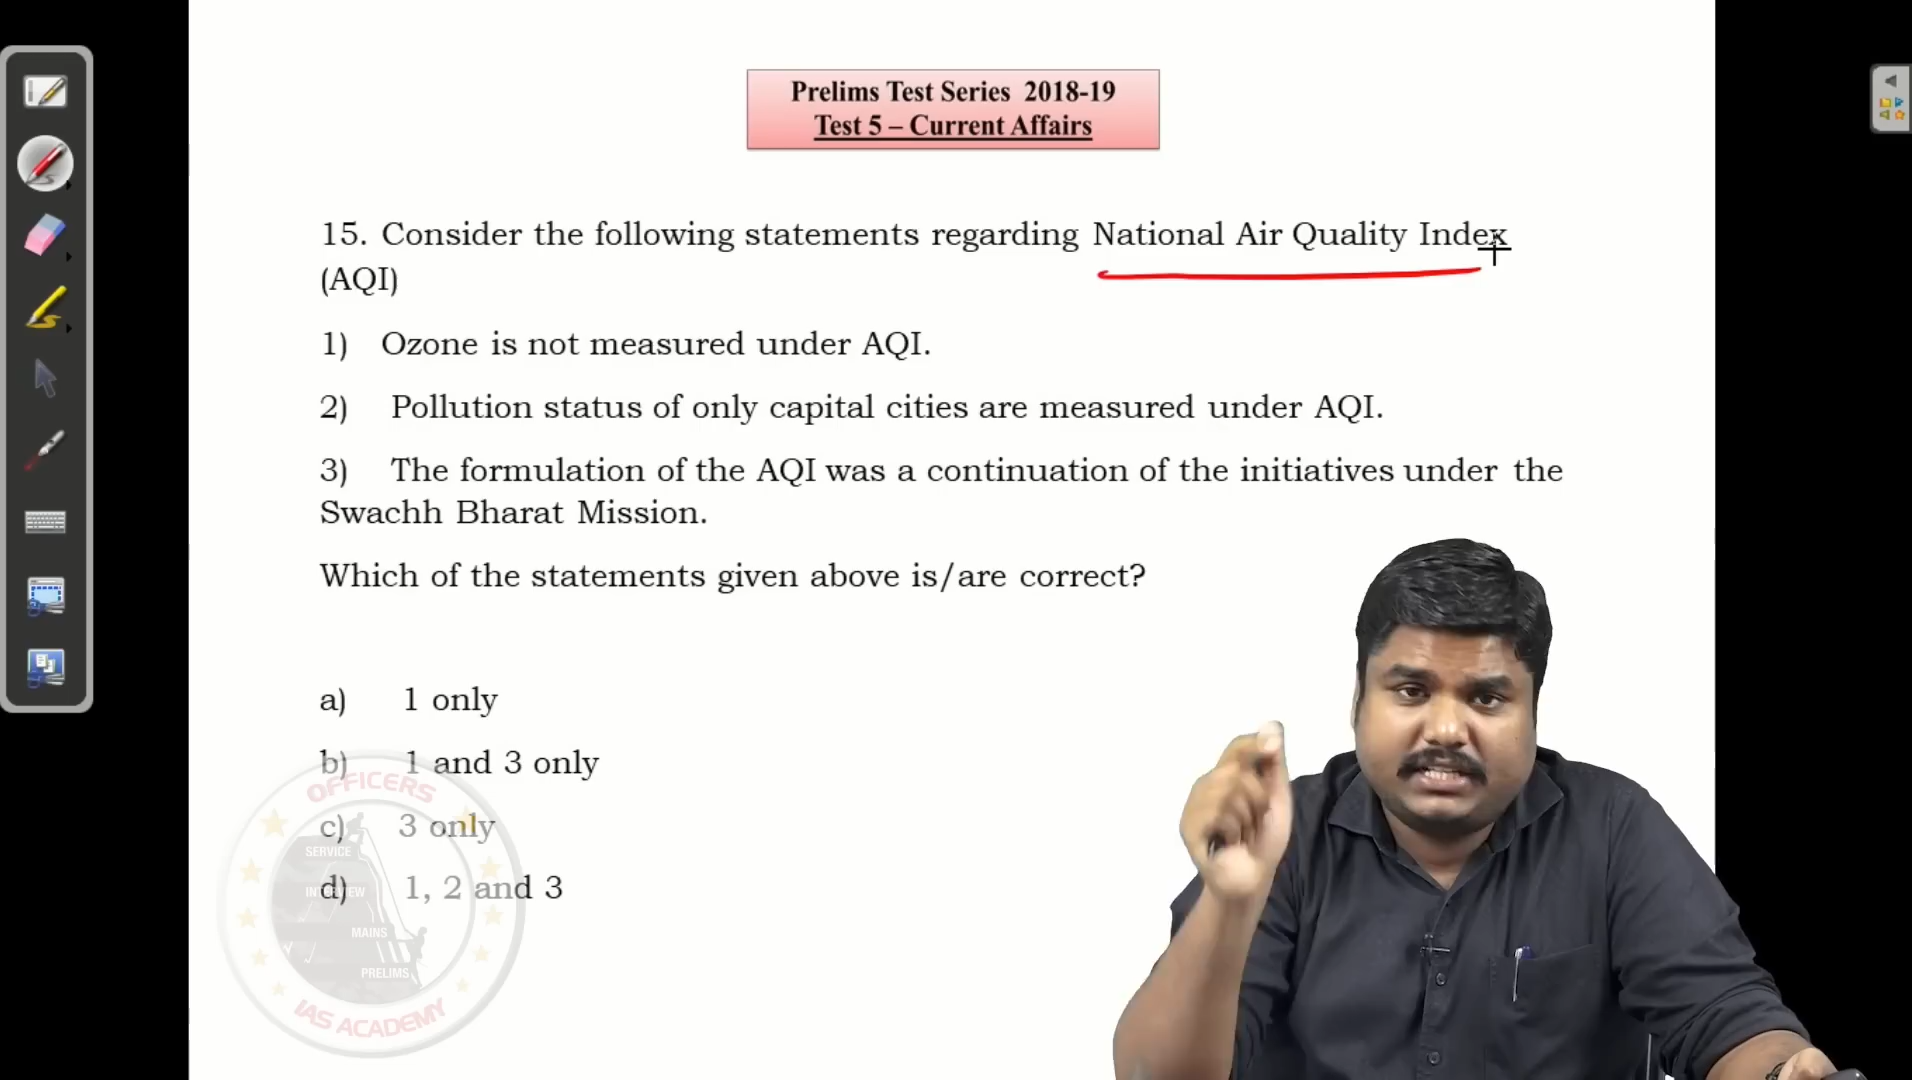 Prelims Test Series 2018-19
Test 5 – Current Affairs
15. Consider the following statements regarding National Air Quality Index
(AQI)
1) Ozone is not measured under AQI.
2) Pollution status of only capital cities are measured under AQI.
3) The formulation of the AQI was a continuation of the initiatives under the
Swachh Bharat Mission.
Which of the statements given above is/are correct?
a) 1 only
b) 1 and 3 only
c) 3 only
d) 1, 2 and 3
OFFICERS
SERVICE
INTERVIEW
MAINS
PRELIMS
IAS ACADEMY